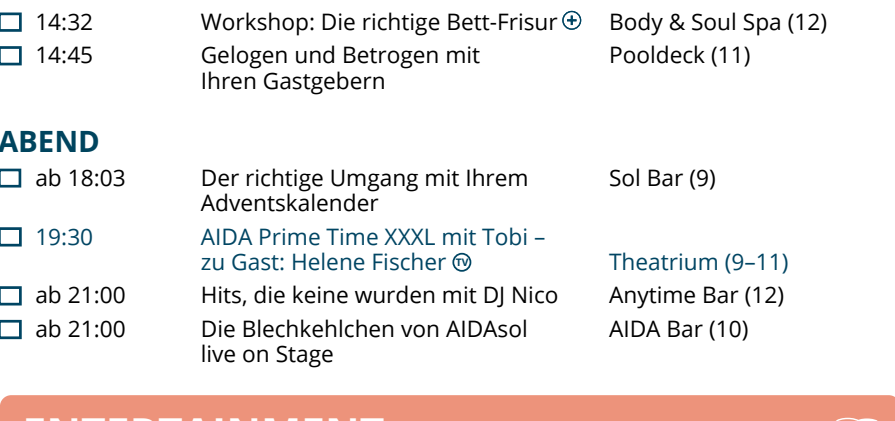 14:32 Workshop: Die richtige Bett-Frisur Body & Soul Spa (12)
14:45 Gelogen und Betrogen mit Pooldeck (11)
Ihren Gastgebern
ABEND
ab 18:03 Der richtige Umgang mit Ihrem Sol Bar (9)
Adventskalender
19:30 AIDA Prime Time XXXL mit Tobi –
zu Gast: Helene Fischer TV Theatrium (9–11)
ab 21:00 Hits, die keine wurden mit DJ Nico Anytime Bar (12)
ab 21:00 Die Blechkehlchen von AIDAsol AIDA Bar (10)
live on Stage
ENTERTAINMENT